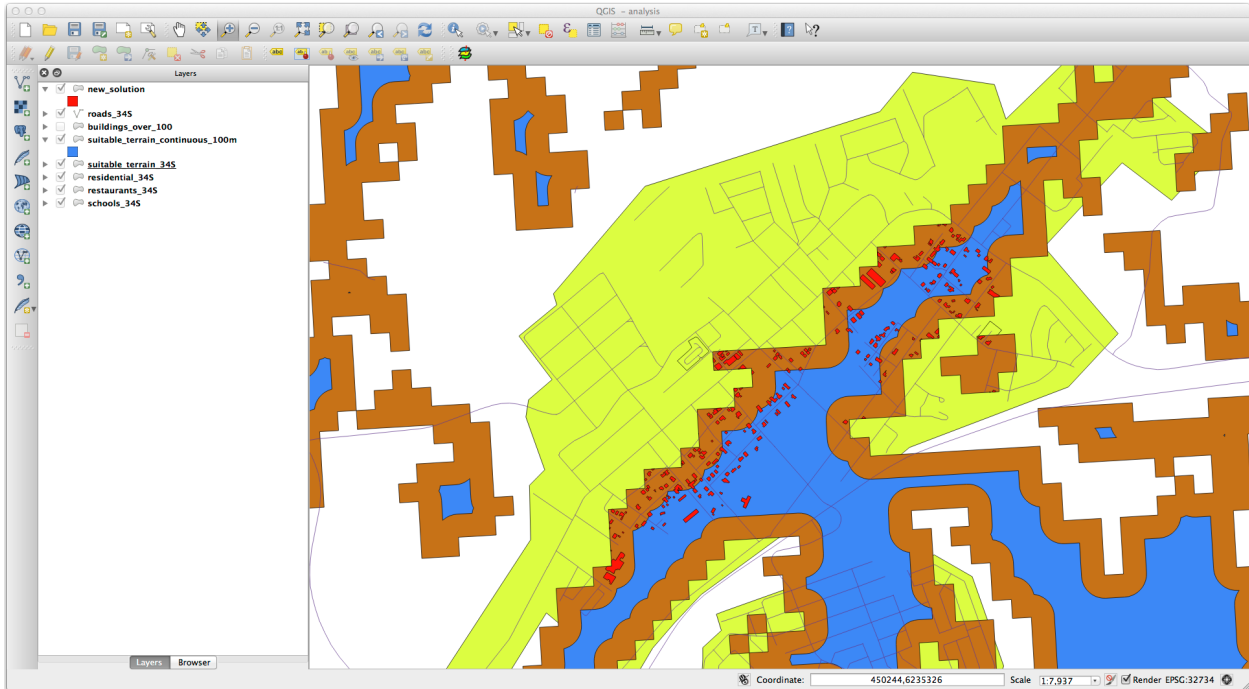 QGIS - analysis
Layers
new_solution
roads_34S
buildings_over_100
suitable_terrain_continuous_100m
suitable_terrain_34S
residential_34S
restaurants_34S
schools_34S
Layers Browser
Coordinate: 450244,6235326 Scale 1:7,937 Render EPSG:32734